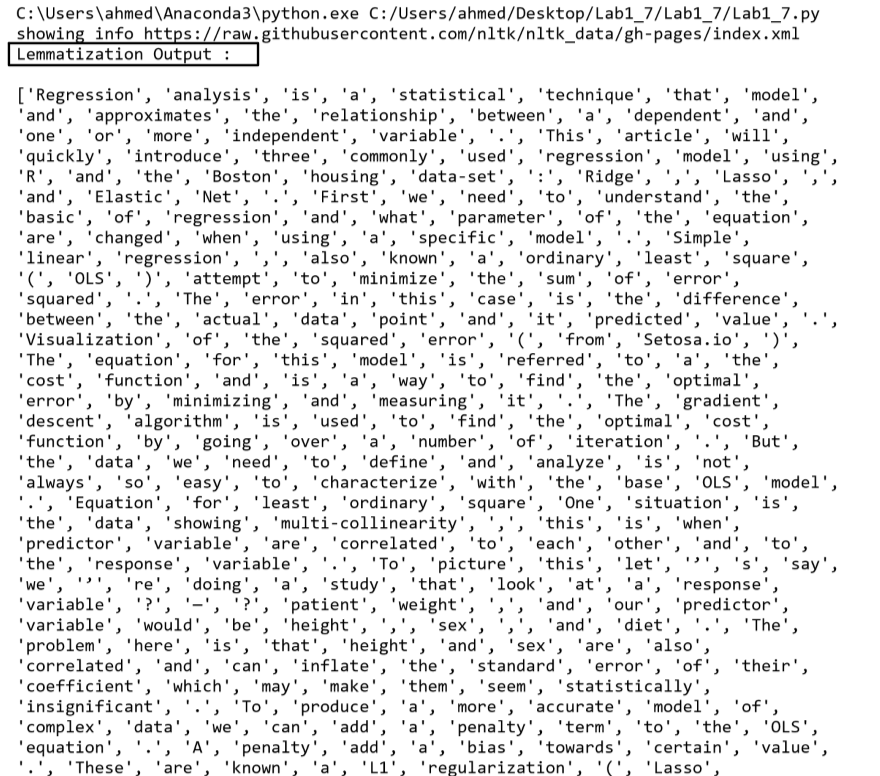 C:\Users\ahmed\Anaconda3\python.exe C:/Users/ahmed/Desktop/Lab1_7/Lab1_7/Lab1_7.py
showing info https://raw.githubusercontent.com/nltk/nltk_data/gh-pages/index.xml
Lemmatization Output :
['Regression', 'analysis', 'is', 'a', 'statistical', 'technique', 'that', 'model',
'and', 'approximates', 'the', 'relationship', 'between', 'a', 'dependent', 'and',
'one', 'or', 'more', 'independent', 'variable', '.', 'This', 'article', 'will',
'quickly', 'introduce', 'three', 'commonly', 'used', 'regression', 'model', 'using',
'R', 'and', 'the', 'Boston', 'housing', 'data-set', ':', 'Ridge', ',', 'Lasso', ',',
'and', 'Elastic', 'Net', '.', 'First', 'we', 'need', 'to', 'understand', 'the',
'basic', 'of', 'regression', 'and', 'what', 'parameter', 'of', 'the', 'equation',
'are', 'changed', 'when', 'using', 'a', 'specific', 'model', '.', 'Simple',
'linear', 'regression', ',', 'also', 'known', 'a', 'ordinary', 'least', 'square',
'(', 'OLS', ')', 'attempt', 'to', 'minimize', 'the', 'sum', 'of', 'error',
'squared', '.', 'The', 'error', 'in', 'this', 'case', 'is', 'the', 'difference',
'between', 'the', 'actual', 'data', 'point', 'and', 'it', 'predicted', 'value', '.',
'Visualization', 'of', 'the', 'squared', 'error', '(', 'from', 'Setosa.io', ')',
'The', 'equation', 'for', 'this', 'model', 'is', 'referred', 'to', 'a', 'the',
'cost', 'function', 'and', 'is', 'a', 'way', 'to', 'find', 'the', 'optimal',
'error', 'by', 'minimizing', 'and', 'measuring', 'it', '.', 'The', 'gradient',
'descent', 'algorithm', 'is', 'used', 'to', 'find', 'the', 'optimal', 'cost',
'function', 'by', 'going', 'over', 'a', 'number', 'of', 'iteration', '.', 'But',
'the', 'data', 'we', 'need', 'to', 'define', 'and', 'analyze', 'is', 'not',
'always', 'so', 'easy', 'to', 'characterize', 'with', 'the', 'base', 'OLS', 'model',
'.', 'Equation', 'for', 'least', 'ordinary', 'square', 'One', 'situation', 'is',
'the', 'data', 'showing', 'multi-collinearity', ',', 'this', 'is', 'when',
'predictor', 'variable', 'are', 'correlated', 'to', 'each', 'other', 'and', 'to',
'the', 'response', 'variable', '.', 'To', 'picture', 'this', 'let', '’', 's', 'say',
'we', '’', 're', 'doing', 'a', 'study', 'that', 'look', 'at', 'a', 'response',
'variable', '?', '—', '?', 'patient', 'weight', ',', 'and', 'our', 'predictor',
'variable', 'would', 'be', 'height', ',', 'sex', ',', 'and', 'diet', '.', 'The',
'problem', 'here', 'is', 'that', 'height', 'and', 'sex', 'are', 'also',
'correlated', 'and', 'can', 'inflate', 'the', 'standard', 'error', 'of', 'their',
'coefficient', 'which', 'may', 'make', 'them', 'seem', 'statistically',
'insignificant', '.', 'To', 'produce', 'a', 'more', 'accurate', 'model', 'of',
'complex', 'data', 'we', 'can', 'add', 'a', 'penalty', 'term', 'to', 'the', 'OLS',
'equation', '.', 'A', 'penalty', 'add', 'a', 'bias', 'towards', 'certain', 'value',
'.', 'These', 'are', 'known', 'a', 'L1', 'regularization', '(', 'Lasso',